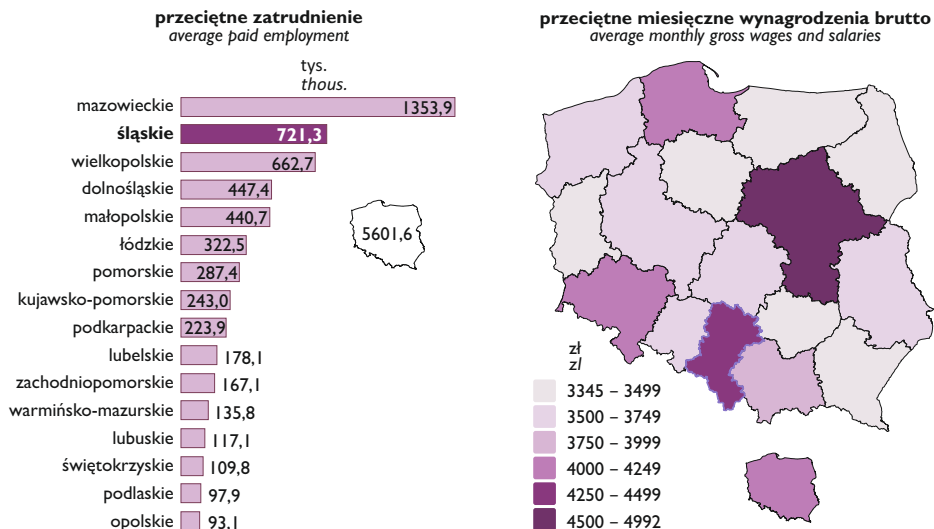 przeciętne zatrudnienie
average paid employment
tys.
thous.
mazowieckie 1353,9
śląskie 721,3
wielkopolskie 662,7
dolnośląskie 447,4
małopolskie 440,7
łódzkie 322,5
pomorskie 287,4
kujawsko-pomorskie 243,0
podkarpackie 223,9
lubelskie 178,1
zachodniopomorskie 167,1
warmińsko-mazurskie 135,8
lubuskie 117,1
świętokrzyskie 109,8
podlaskie 97,9
opolskie 93,1
5601,6
przeciętne miesięczne wynagrodzenia brutto
average monthly gross wages and salaries
zł
zl
3345 – 3499
3500 – 3749
3750 – 3999
4000 – 4249
4250 – 4499
4500 – 4992